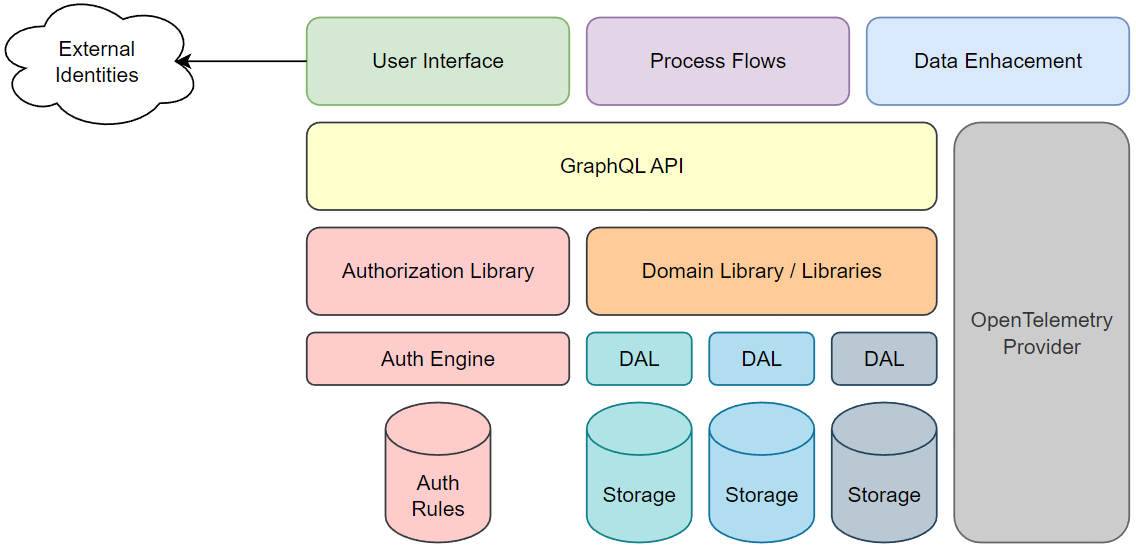 External
Identities
User Interface
Process Flows
Data Enhacement
GraphQL API
Authorization Library
Domain Library / Libraries
OpenTelemetry
Provider
Auth Engine
DAL
DAL
DAL
Auth
Rules
Storage
Storage
Storage